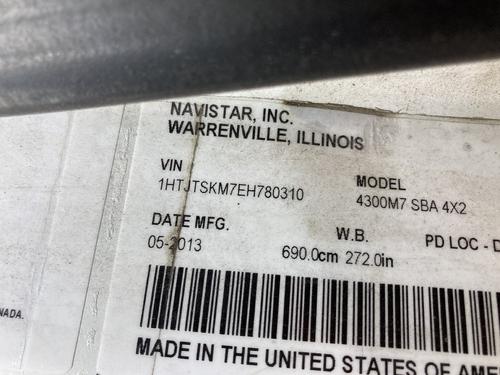 NAVISTAR, INC.
WARRENVILLE, ILLINOIS
VIN
1HTJTSKM7EH780310
MODEL
4300M7 SBA 4X2
DATE MFG.
05-2013
W.B.
690.0cm 272.0in
PD LOC - D
MADE IN THE UNITED STATES OF AME
NADA.